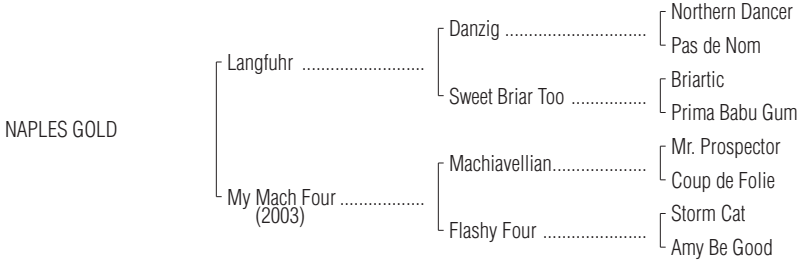 Northern Dancer
Danzig ..............................
Pas de Nom
Langfuhr ..........................
Briartic
Sweet Briar Too ................
Prima Babu Gum
NAPLES GOLD
Mr. Prospector
Machiavellian....................
Coup de Folie
My Mach Four ..................
(2003)
Storm Cat
Flashy Four ......................
Amy Be Good